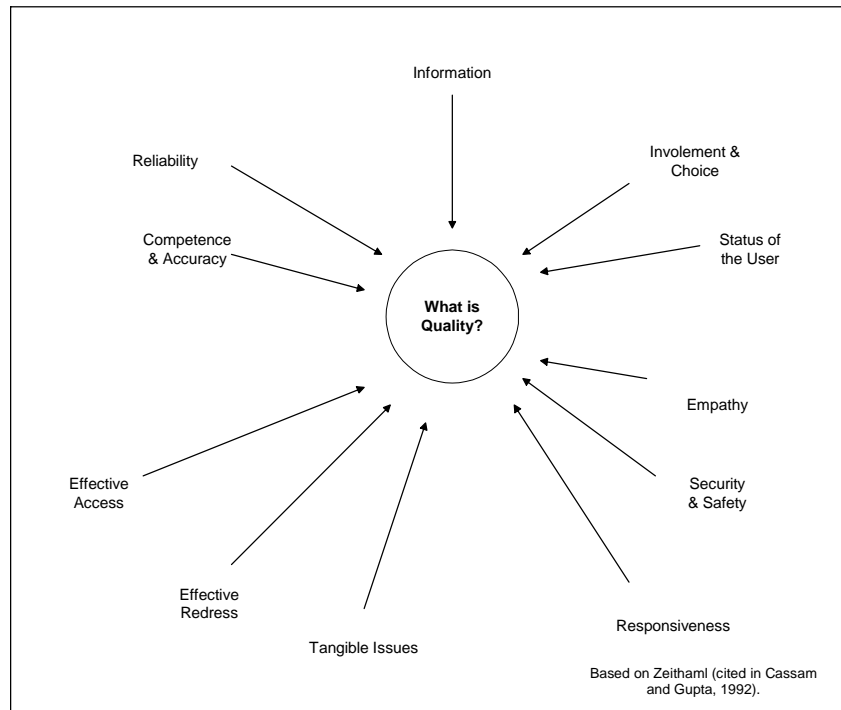 Information
Reliability
Involement &
Choice
Competence
& Accuracy
Status of
the User
What is
Quality?
Empathy
Effective
Access
Security
& Safety
Effective
Redress
Tangible Issues
Responsiveness
Based on Zeithaml (cited in Cassam
and Gupta, 1992).